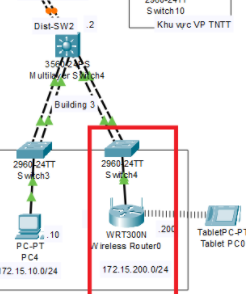 2960-24TT
Switch10
Khu vực VP TNTT
Dist-SW2 .2
3560-24PS
Multilayer Switch4
Building 3
2960-24TT
Switch3
2960-24TT
Switch4
.10
PC-PT
PC4
172.15.10.0/24
WRT300N
Wireless Router0
.200
172.15.200.0/24
TabletPC-PT
Tablet PC0